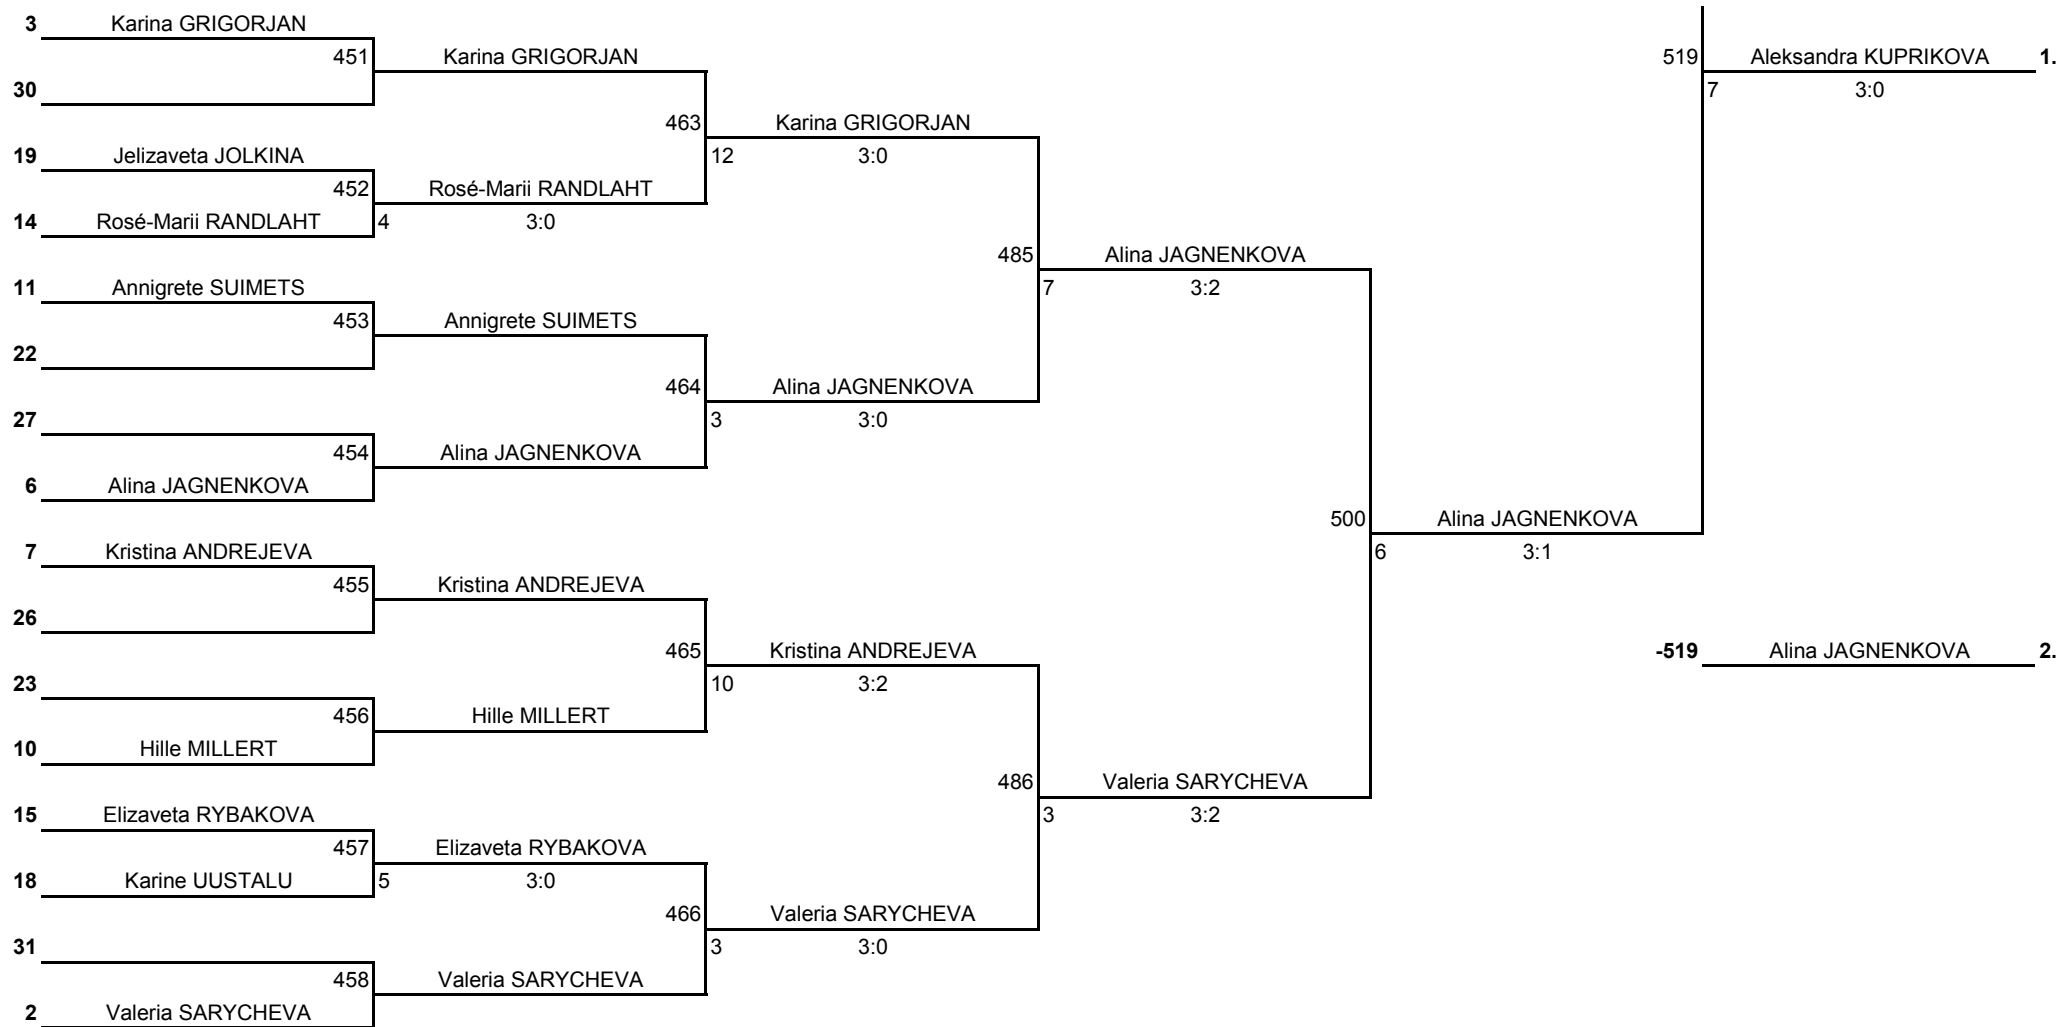 3 Karina GRIGORJAN
451 Karina GRIGORJAN 519 Aleksandra KUPRIKOVA 1.
30 7 3:0
463 Karina GRIGORJAN
19 Jelizaveta JOLKINA 12 3:0
452 Rosé-Marii RANDLAHT
14 Rosé-Marii RANDLAHT 4 3:0
485 Alina JAGNENKOVA
11 Annigrete SUIMETS 7 3:2
453 Annigrete SUIMETS
22
464 Alina JAGNENKOVA
27 3 3:0
454 Alina JAGNENKOVA
6 Alina JAGNENKOVA
500 Alina JAGNENKOVA
7 Kristina ANDREJEVA 6 3:1
455 Kristina ANDREJEVA
26
465 Kristina ANDREJEVA -519 Alina JAGNENKOVA 2.
23 10 3:2
456 Hille MILLERT
10 Hille MILLERT
486 Valeria SARYCHEVA
15 Elizaveta RYBAKOVA 3 3:2
457 Elizaveta RYBAKOVA
18 Karine UUSTALU 5 3:0
466 Valeria SARYCHEVA
31 3 3:0
458 Valeria SARYCHEVA
2 Valeria SARYCHEVA